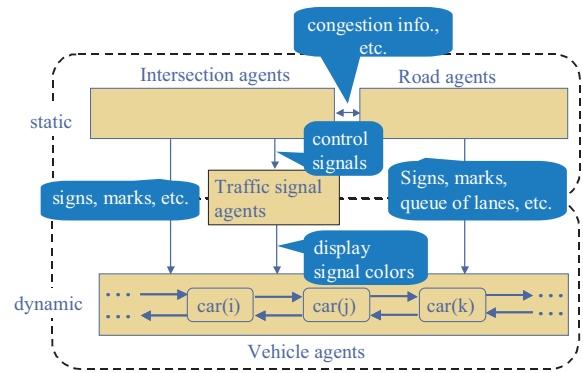 congestion info.,
etc.
Intersection agents
Road agents
static
control
signals
signs, marks, etc.
Traffic signal
agents
Signs, marks,
queue of lanes, etc.
display
signal colors
dynamic
... car(i) car(j) car(k) ...
... ...
Vehicle agents